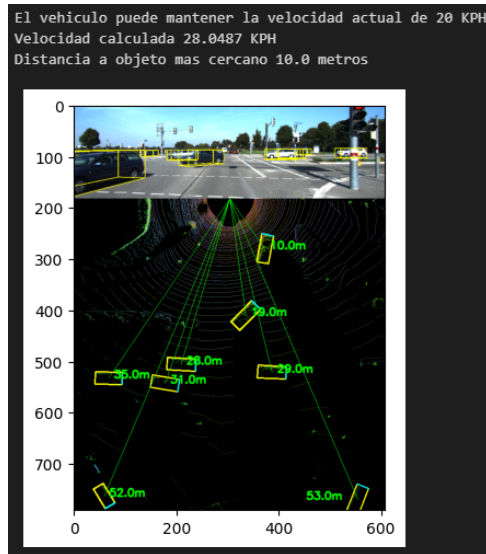 El vehiculo puede mantener la velocidad actual de 20 KPH
Velocidad calculada 28.0487 KPH
Distancia a objeto mas cercano 10.0 metros
0
100
200
300
400
500
600
700
10.0m
19.0m
28.0m
29.0m
35.0m
31.0m
52.0m
53.0m
0 200 400 600